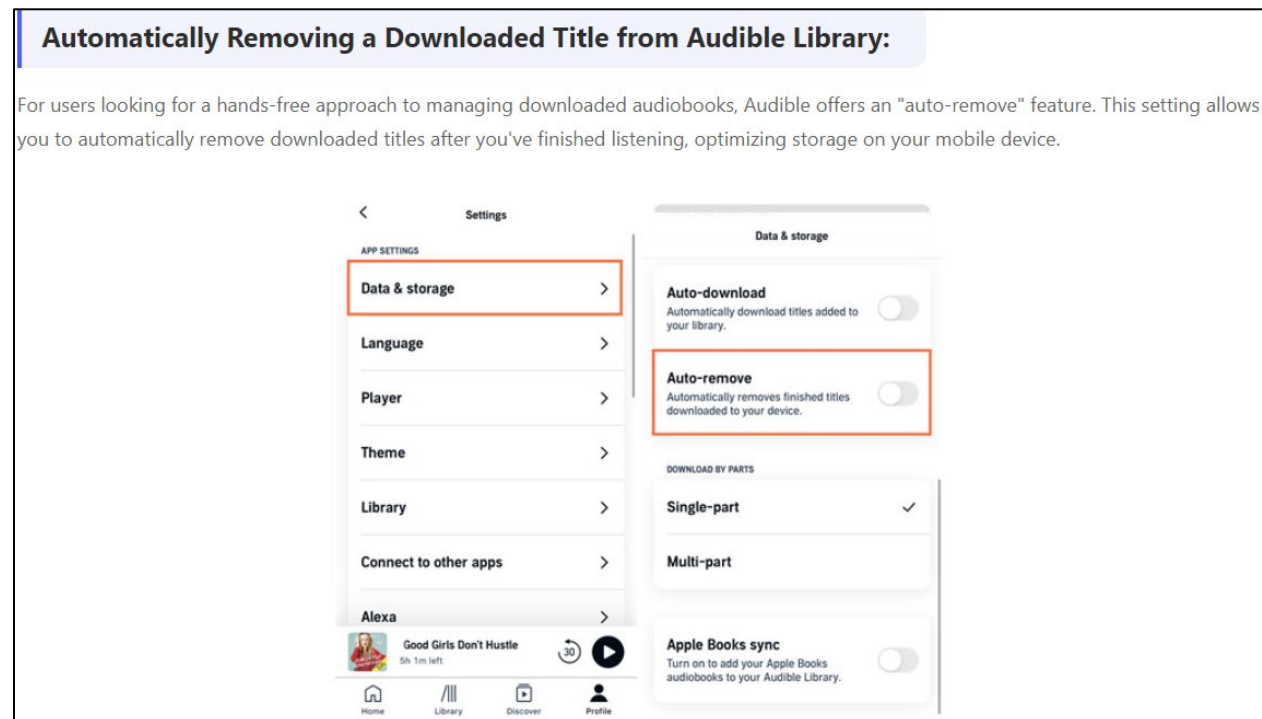 Automatically Removing a Downloaded Title from Audible Library:
For users looking for a hands-free approach to managing downloaded audiobooks, Audible offers an "auto-remove" feature. This setting allows
you to automatically remove downloaded titles after you've finished listening, optimizing storage on your mobile device.
Settings
APP SETTINGS
Data & storage
Language
Player
Theme
Library
Connect to other apps
Alexa
Good Girls Don't Hustle
5h 1m left
30
Home
Library
Discover
Profile
Data & storage
Auto-download
Automatically download titles added to
your library.
Auto-remove
Automatically removes finished titles
downloaded to your device.
DOWNLOAD BY PARTS
Single-part
Multi-part
Apple Books sync
Turn on to add your Apple Books
audiobooks to your Audible Library.